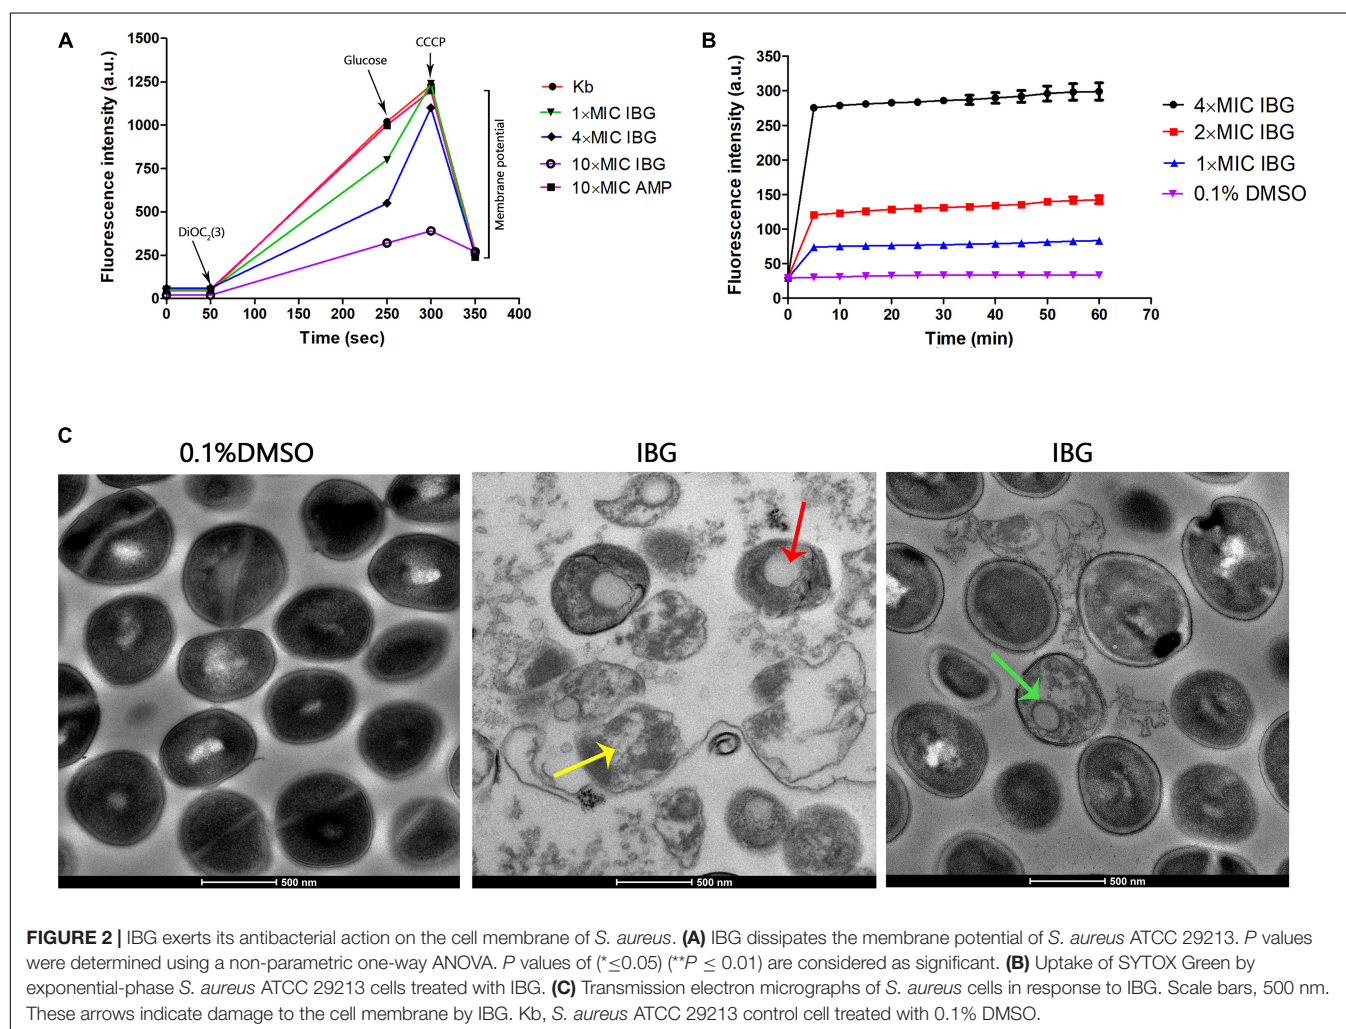 A
Fluorescence intensity (a.u.)
1500
1250
1000
750
500
250
0
0 50 100 150 200 250 300 350 400
Time (sec)
DiOC2(3)
Glucose
CCCP
Membrane potential
Kb
1×MIC IBG
4×MIC IBG
10×MIC IBG
10×MIC AMP
B
Fluorescence intensity (a.u.)
350
300
250
200
150
100
50
0
0 10 20 30 40 50 60 70
Time (min)
4×MIC IBG
2×MIC IBG
1×MIC IBG
0.1% DMSO
C
0.1%DMSO IBG IBG
500 nm 500 nm 500 nm
FIGURE 2 | IBG exerts its antibacterial action on the cell membrane of S. aureus. (A) IBG dissipates the membrane potential of S. aureus ATCC 29213. P values
were determined using a non-parametric one-way ANOVA. P values of (*≤0.05) (**P ≤ 0.01) are considered as significant. (B) Uptake of SYTOX Green by
exponential-phase S. aureus ATCC 29213 cells treated with IBG. (C) Transmission electron micrographs of S. aureus cells in response to IBG. Scale bars, 500 nm.
These arrows indicate damage to the cell membrane by IBG. Kb, S. aureus ATCC 29213 control cell treated with 0.1% DMSO.